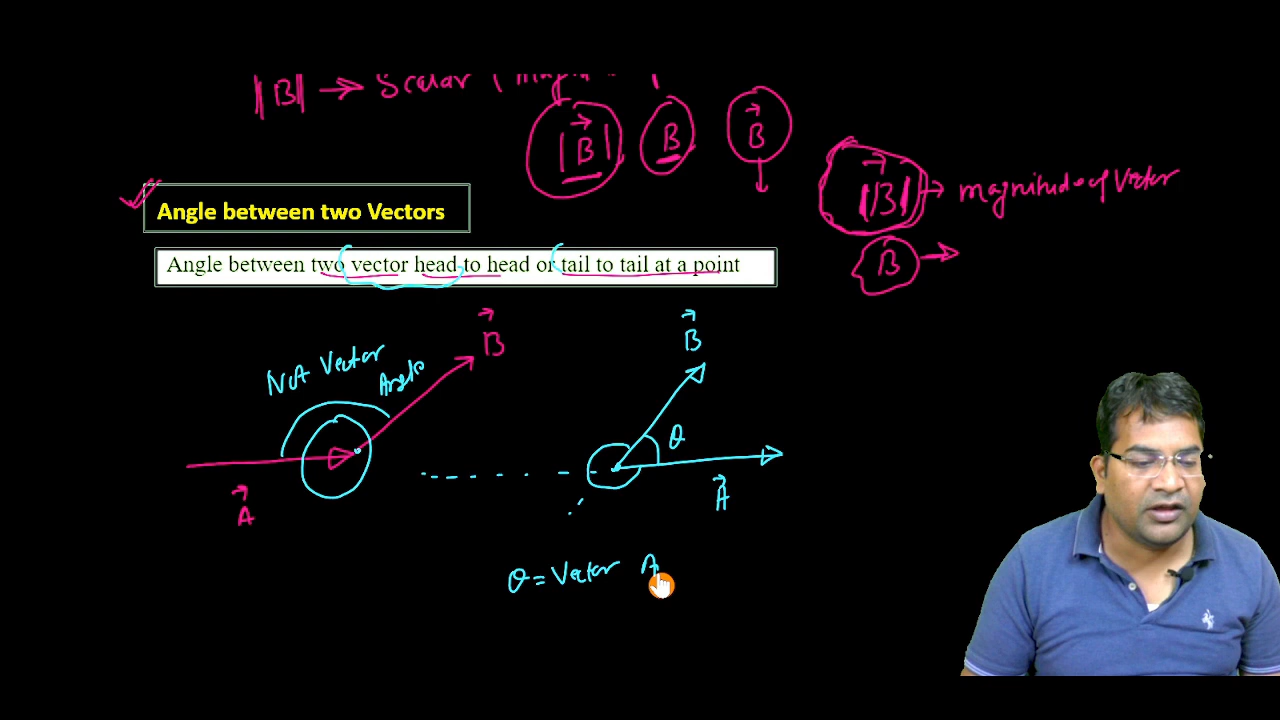 |B| → Scalar (
|B| B B
|B| → magnitude of Vector
B →
Angle between two Vectors
Angle between two vector head to head or tail to tail at a point
B
B
Not Vector
Angle
θ
A
A
θ = Vector A